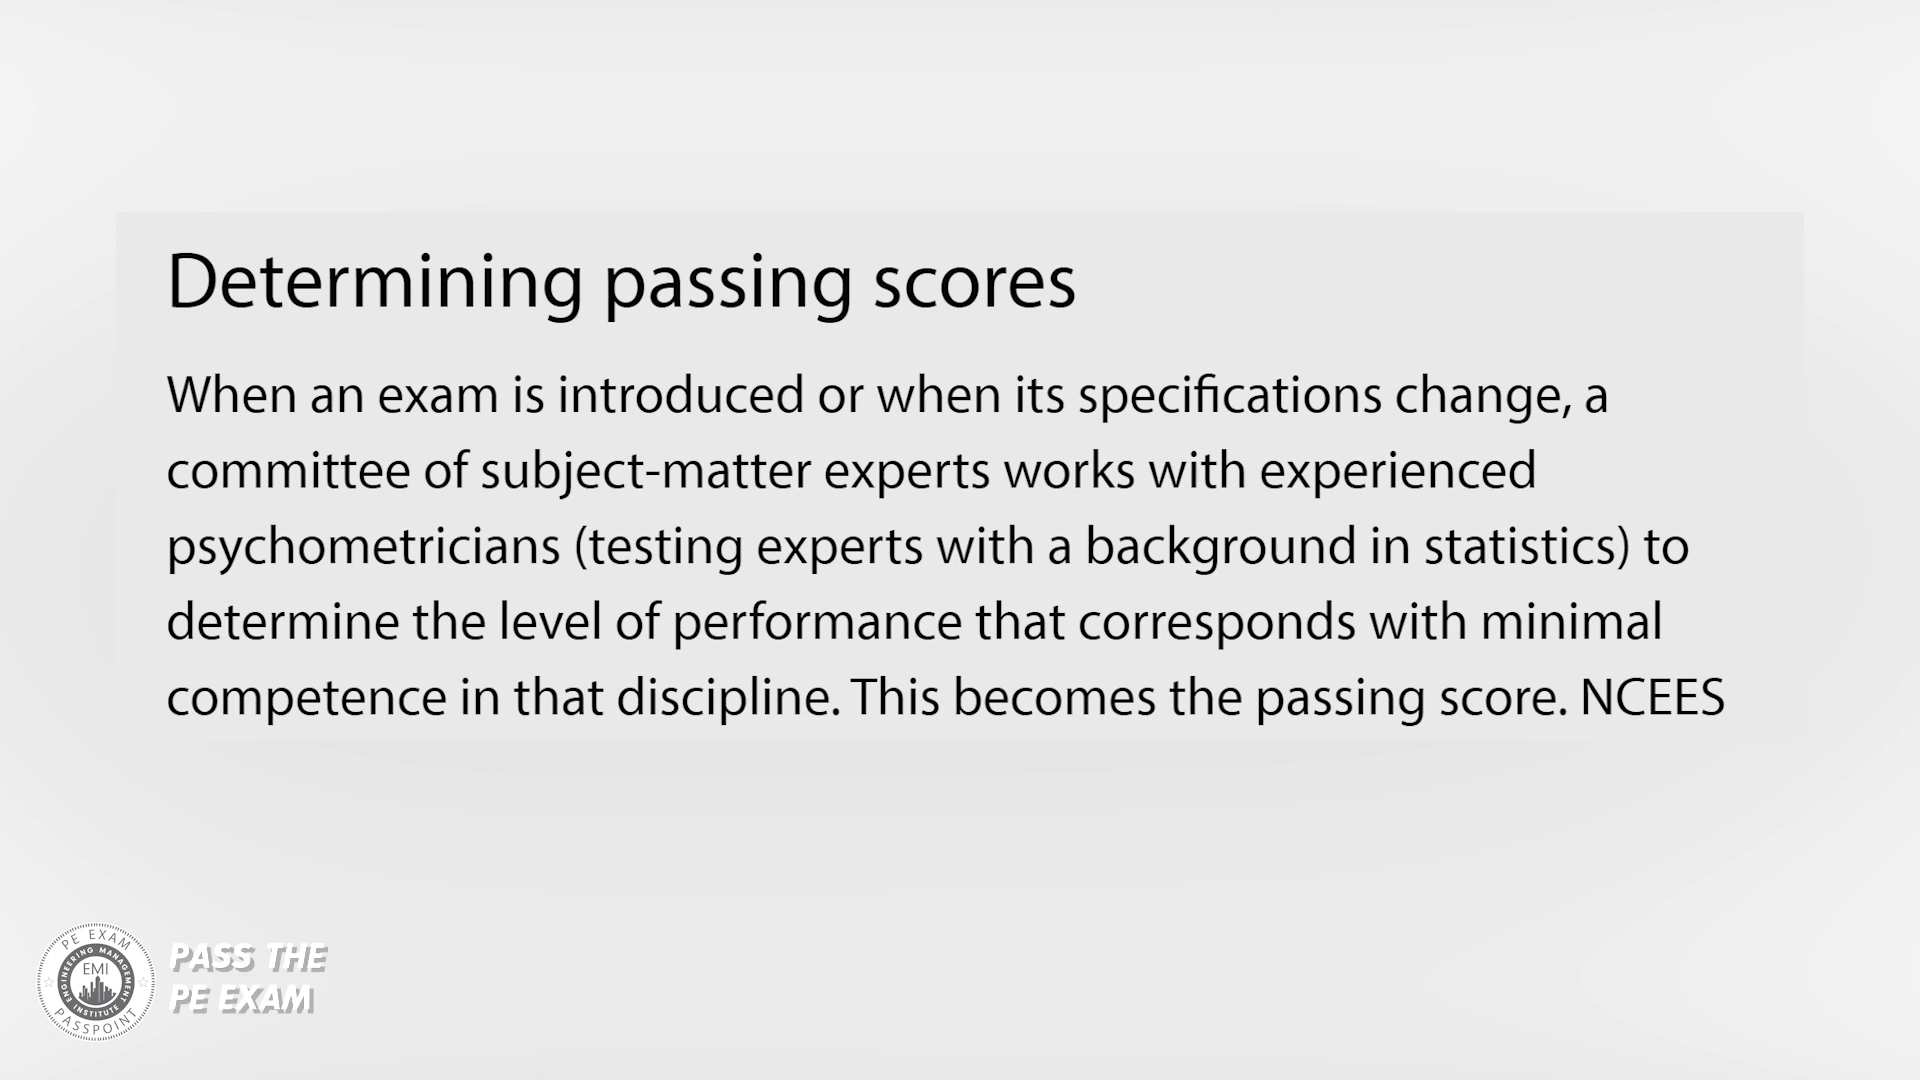 Determining passing scores
When an exam is introduced or when its specifications change, a
committee of subject-matter experts works with experienced
psychometricians (testing experts with a background in statistics) to
determine the level of performance that corresponds with minimal
competence in that discipline. This becomes the passing score. NCEES
PE EXAM
ENGINEERING MANAGEMENT
EMI
INSTITUTE
PASSPOINT
PASS THE
PE EXAM